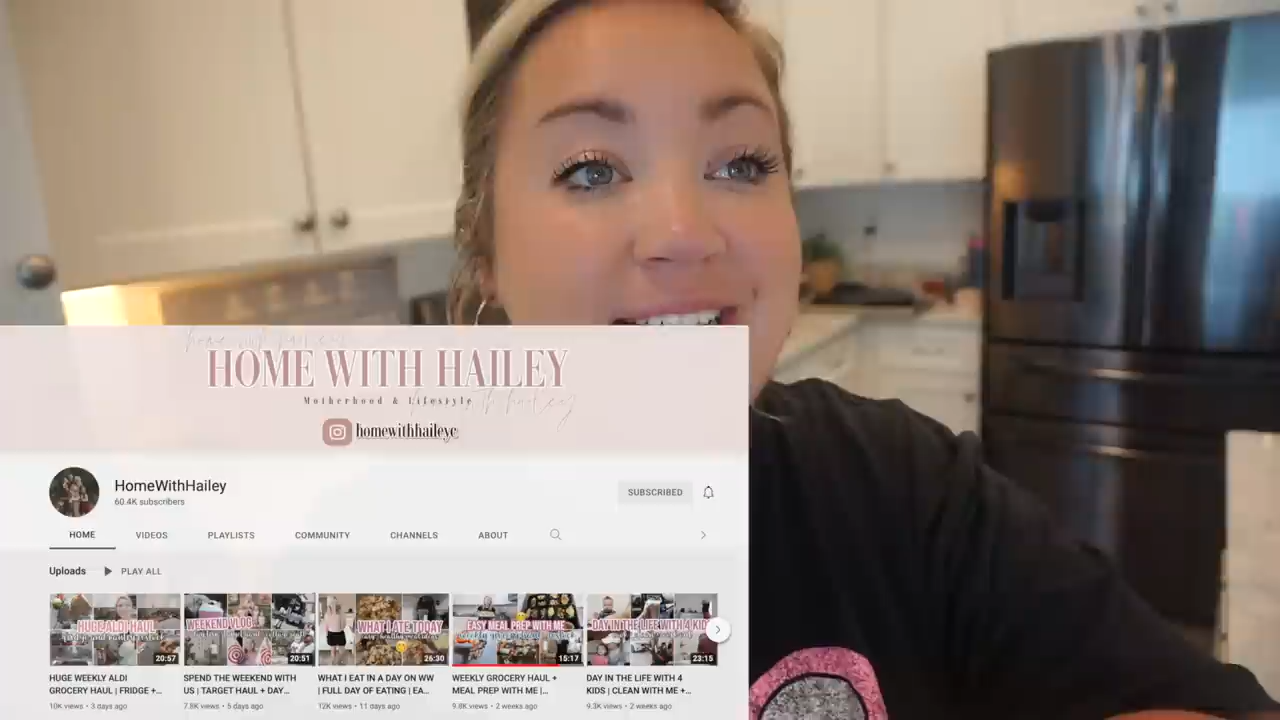 HOME WITH HAILEY
Motherhood & Lifestyle
homewithhaileyc
HomeWithHailey
60.4K subscribers
SUBSCRIBED
HOME VIDEOS PLAYLISTS COMMUNITY CHANNELS ABOUT
Uploads PLAY ALL
HUGE ALDI HAUL
20:57
WEEKEND VLOG
20:51
WHAT I ATE TODAY
26:30
EASY MEAL PREP WITH ME
15:17
DAY IN THE LIFE WITH 4 KIDS
23:15
HUGE WEEKLY ALDI
GROCERY HAUL | FRIDGE +...
10K views • 3 days ago
SPEND THE WEEKEND WITH
US | TARGET HAUL + DAY...
7.8K views • 5 days ago
WHAT I EAT IN A DAY ON WW
| FULL DAY OF EATING | EA...
12K views • 11 days ago
WEEKLY GROCERY HAUL +
MEAL PREP WITH ME |...
9.8K views • 2 weeks ago
DAY IN THE LIFE WITH 4
KIDS | CLEAN WITH ME +...
9.3K views • 2 weeks ago